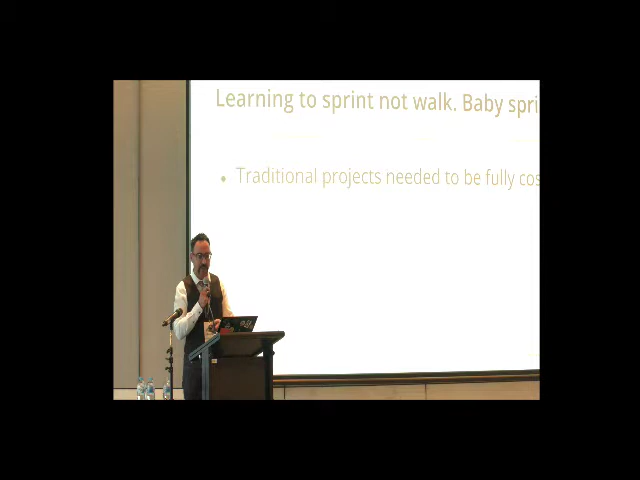 Learning to sprint not walk. Baby spri
• Traditional projects needed to be fully cos